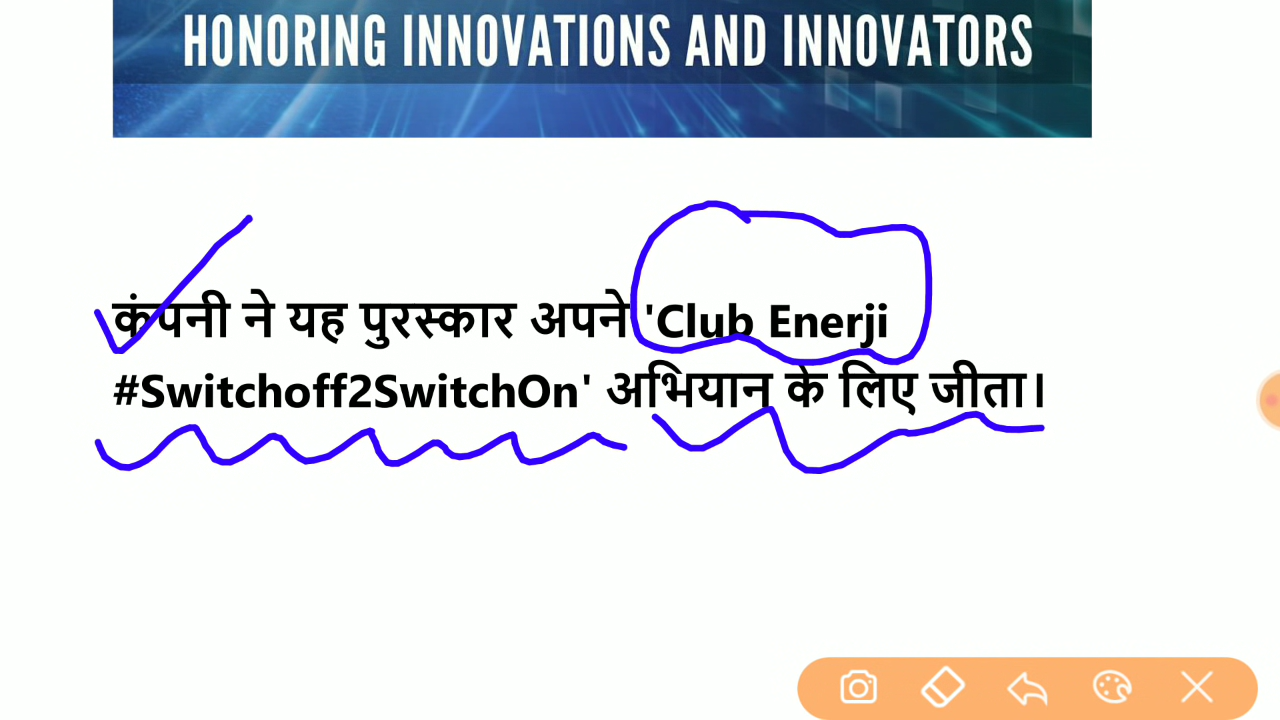 HONORING INNOVATIONS AND INNOVATORS
कंपनी ने यह पुरस्कार अपने 'Club Enerji
#Switchoff2SwitchOn' अभियान के लिए जीता।